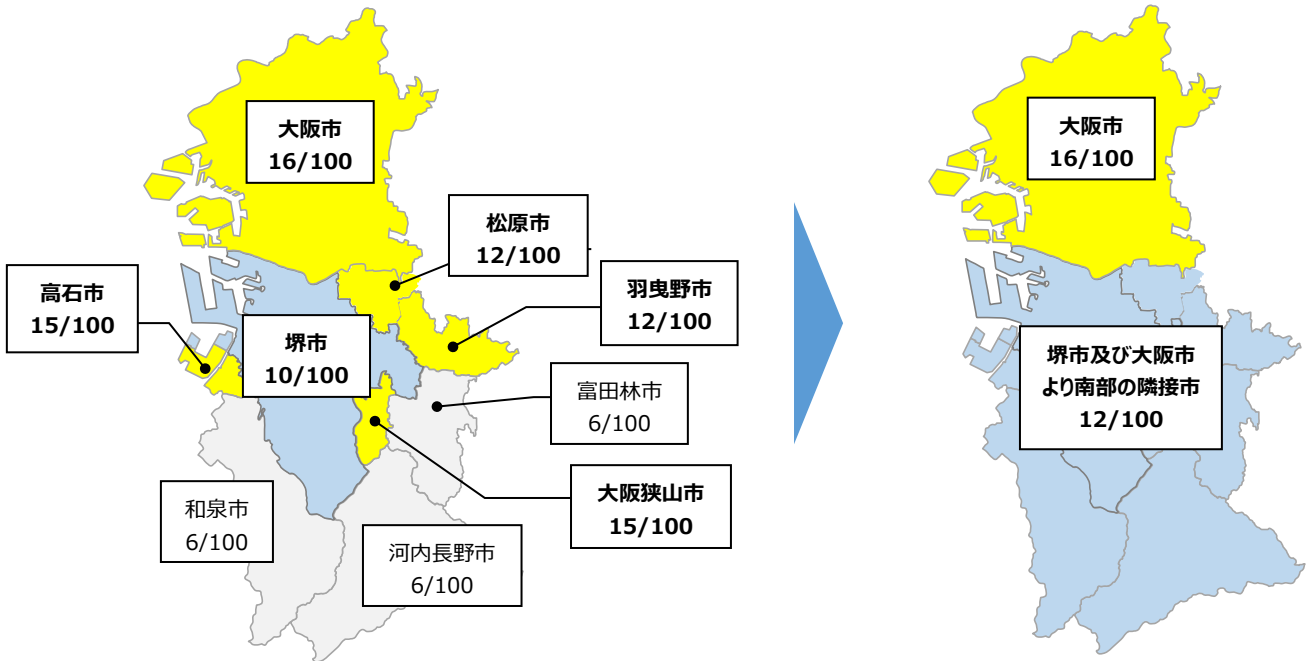 大阪市
16/100
松原市
12/100
羽曳野市
12/100
高石市
15/100
堺市
10/100
富田林市
6/100
大阪狭山市
15/100
和泉市
6/100
河内長野市
6/100
大阪市
16/100
堺市及び大阪市
より南部の隣接市
12/100